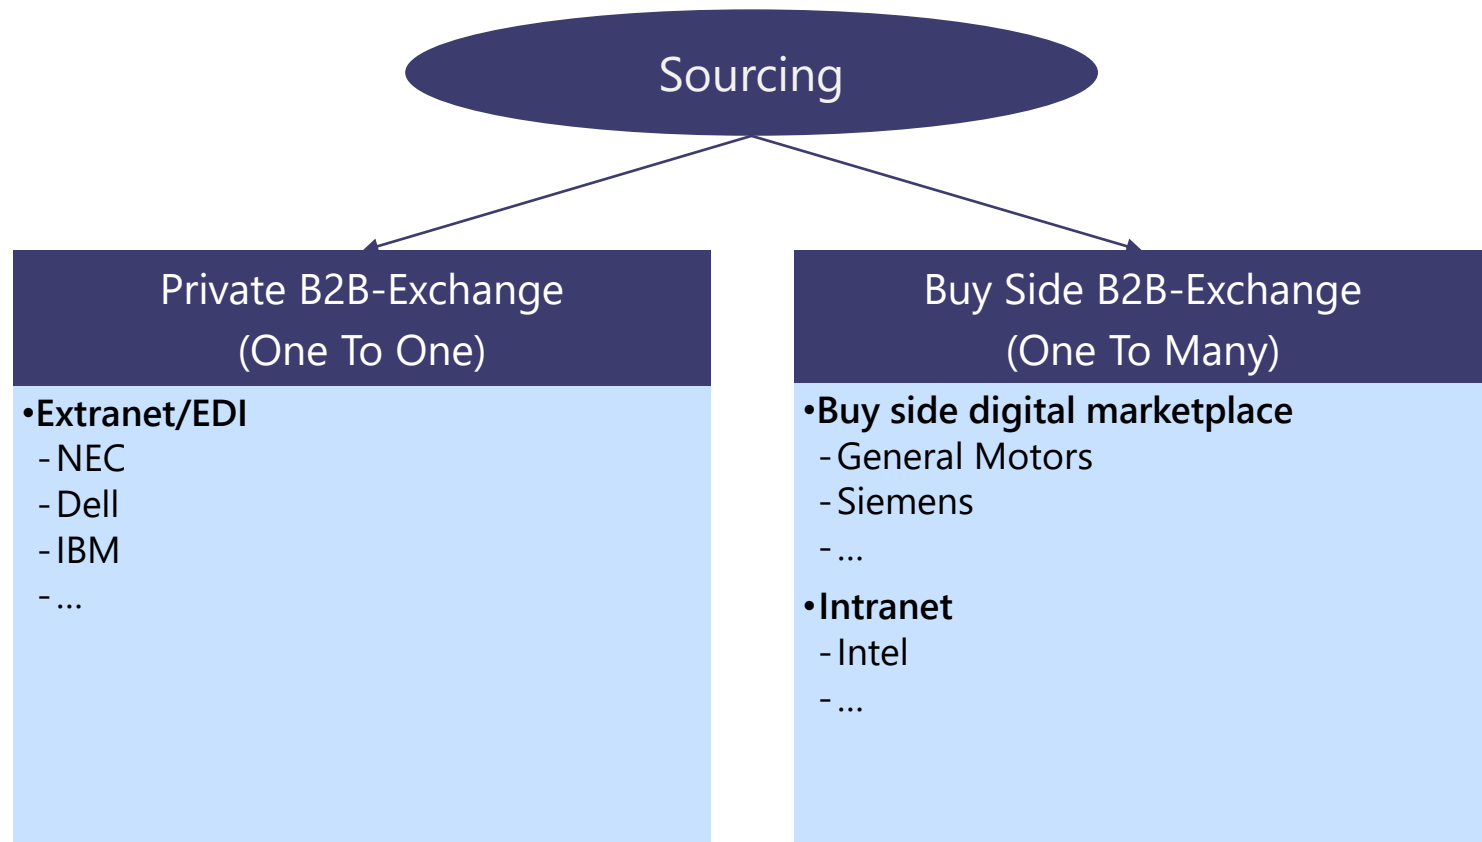 Sourcing
Private B2B-Exchange
(One To One)
•Extranet/EDI
-NEC
-Dell
-IBM
-...
Buy Side B2B-Exchange
(One To Many)
•Buy side digital marketplace
-General Motors
-Siemens
-...
•Intranet
-Intel
-...